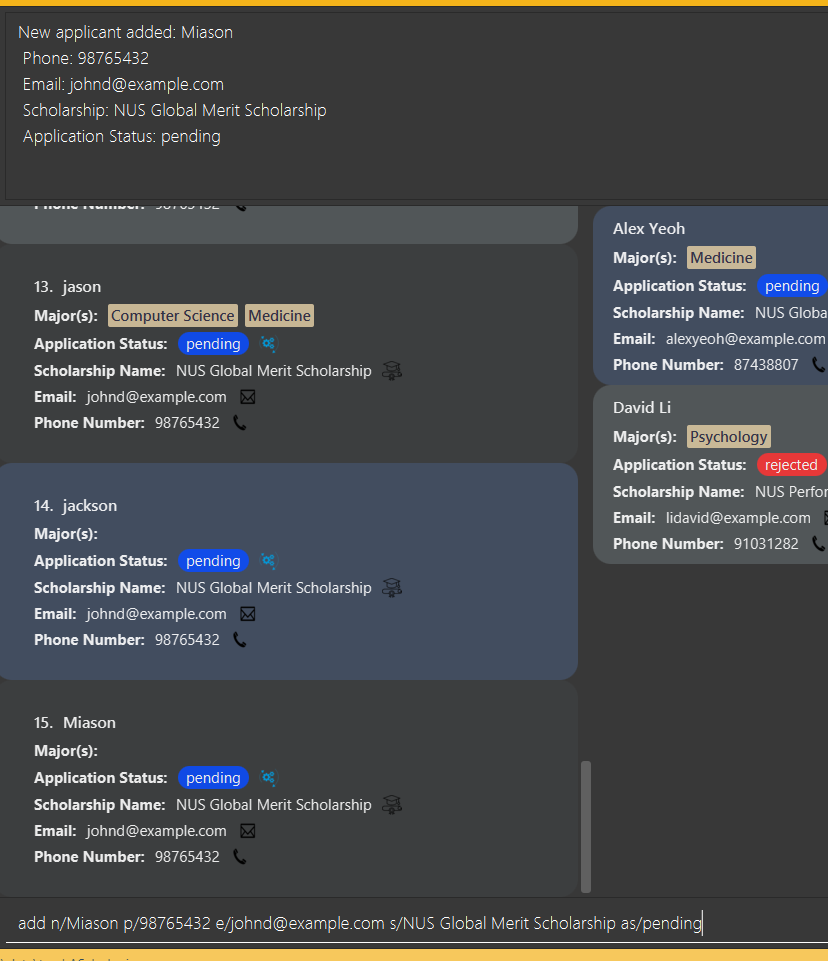 New applicant added: Miason
Phone: 98765432
Email: johnd@example.com
Scholarship: NUS Global Merit Scholarship
Application Status: pending
Phone Number: 98765432
13. jason
Major(s): Computer Science Medicine
Application Status: pending
Scholarship Name: NUS Global Merit Scholarship
Email: johnd@example.com
Phone Number: 98765432
14. jackson
Major(s):
Application Status: pending
Scholarship Name: NUS Global Merit Scholarship
Email: johnd@example.com
Phone Number: 98765432
15. Miason
Major(s):
Application Status: pending
Scholarship Name: NUS Global Merit Scholarship
Email: johnd@example.com
Phone Number: 98765432
Alex Yeoh
Major(s): Medicine
Application Status: pending
Scholarship Name: NUS Globa
Email: alexyeoh@example.com
Phone Number: 87438807
David Li
Major(s): Psychology
Application Status: rejected
Scholarship Name: NUS Perfor
Email: lidavid@example.com
Phone Number: 91031282
add n/Miason p/98765432 e/johnd@example.com s/NUS Global Merit Scholarship as/pending